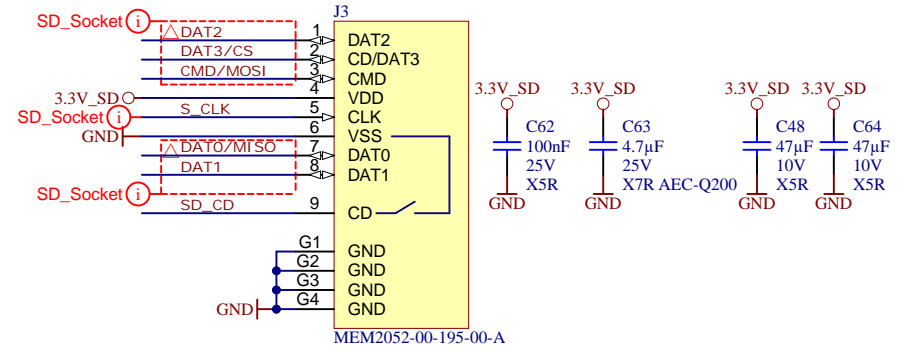 J3
SD_Socket i
DAT2 1 DAT2
DAT3/CS 2 CD/DAT3
CMD/MOSI 3 CMD
3.3V_SD 4 VDD
SD_Socket i S_CLK 5 CLK
GND 6 VSS
DAT0/MISO 7 DAT0
DAT1 8 DAT1
SD_Socket i
SD_CD 9 CD
G1 GND
G2 GND
G3 GND
GND G4 GND
MEM2052-00-195-00-A
3.3V_SD
C62
100nF
25V
X5R
GND
3.3V_SD
C63
4.7µF
25V
X7R AEC-Q200
GND
3.3V_SD
C48
47µF
10V
X5R
GND
3.3V_SD
C64
47µF
10V
X5R
GND